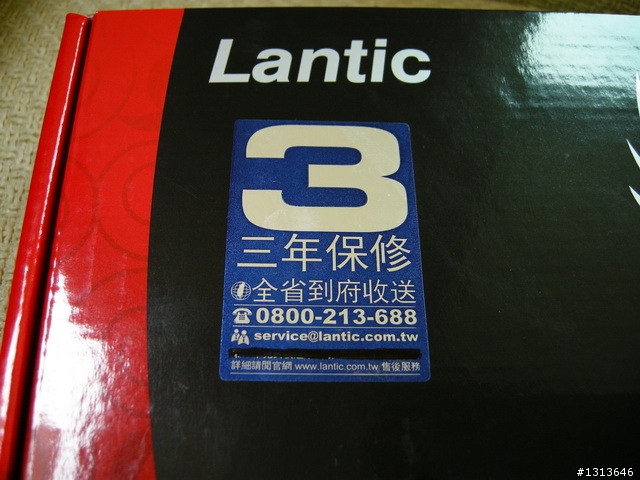 Lantic
3
三年保修
全省到府收送
0800-213-688
service@lantic.com.tw
詳細請閱官網 www.lantic.com.tw 售後服務
#1313646